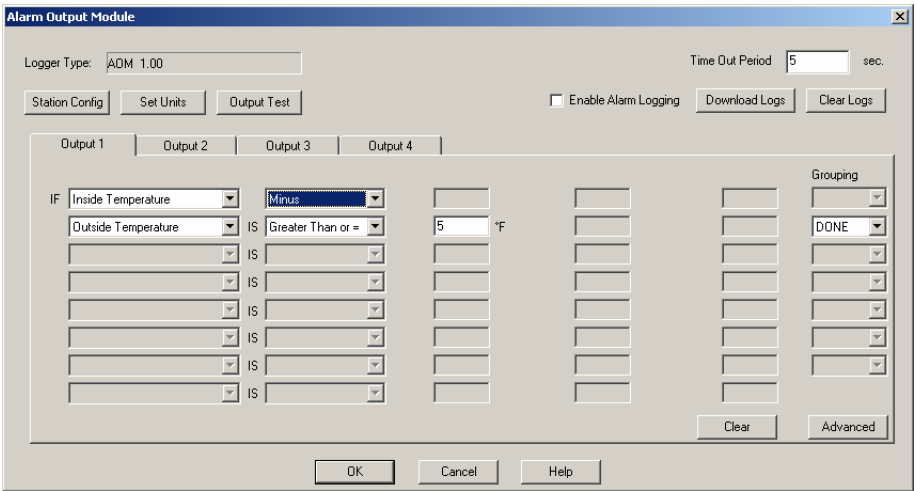 Alarm Output Module
Logger Type: AOM 1.00 Time Out Period 5 sec.
Station Config Set Units Output Test Enable Alarm Logging Download Logs Clear Logs
Output 1 Output 2 Output 3 Output 4
Grouping
IF Inside Temperature Minus
Outside Temperature IS Greater Than or = 5 °F DONE
IS
IS
IS
IS
IS
IS
Clear Advanced
OK Cancel Help